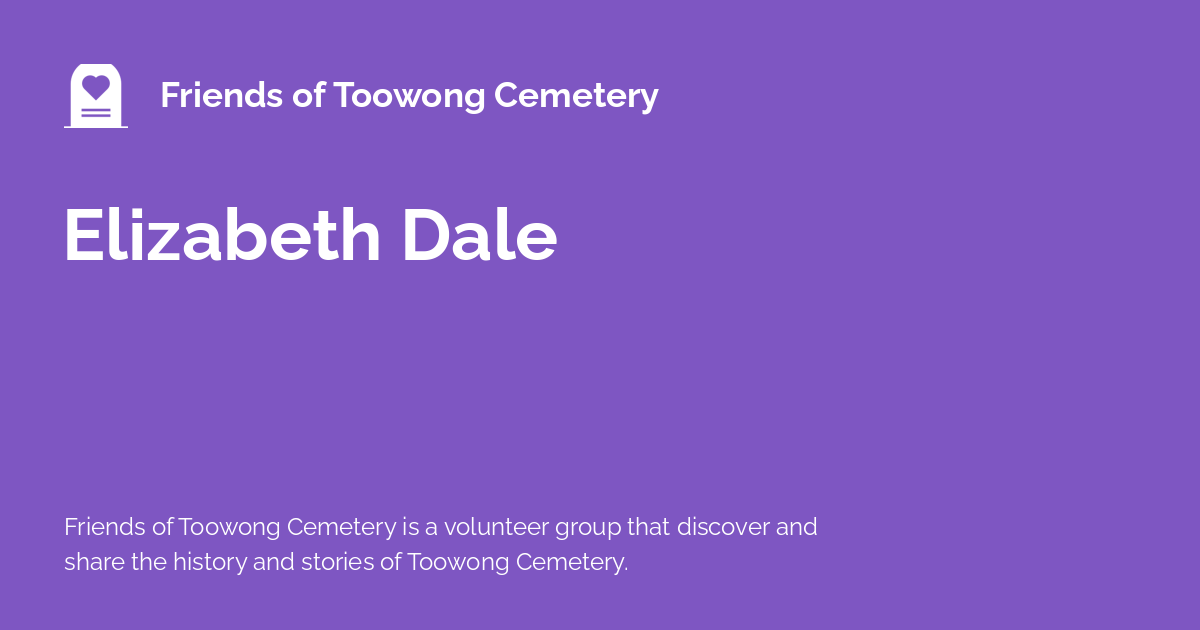 Friends of Toowong Cemetery
Elizabeth Dale
Friends of Toowong Cemetery is a volunteer group that discover and
share the history and stories of Toowong Cemetery.